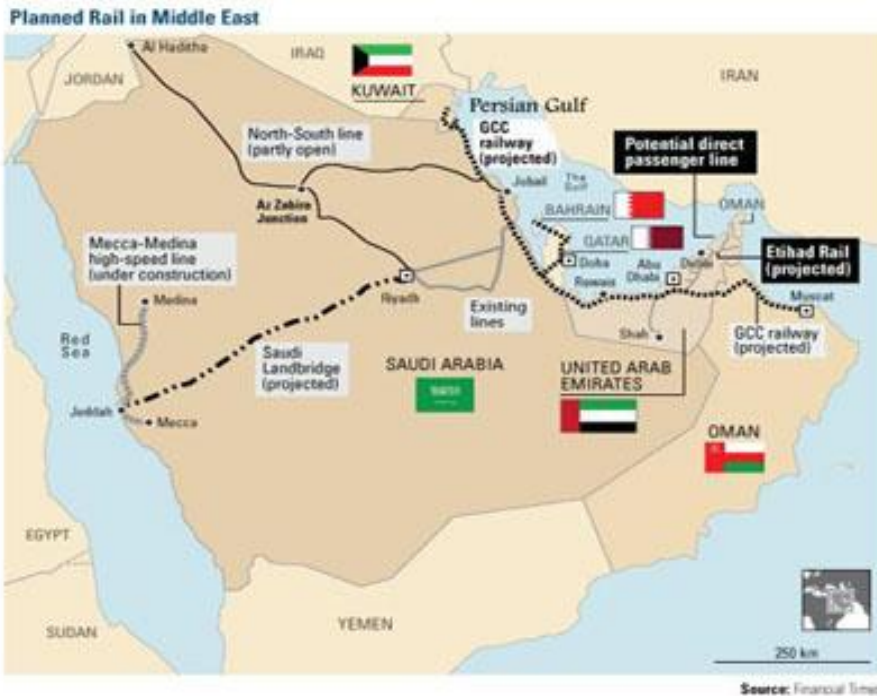 Planned Rail in Middle East
Al Haditha
IRAQ
JORDAN
KUWAIT
IRAN
Persian Gulf
GCC
railway
(projected)
North-South line
(partly open)
Potential direct
passenger line
Jubail
The
Gulf
Az Zabira
Junction
BAHRAIN
OMAN
QATAR
Mecca-Medina
high-speed line
(under construction)
Doha
Abu
Dhabi
Dubai
Etihad Rail
(projected)
Medina
Riyadh
Ruwais
Muscat
Existing
lines
Red
Sea
Shah
GCC railway
(projected)
Saudi
Landbridge
(projected)
SAUDI ARABIA
UNITED ARAB
EMIRATES
Jeddah
Mecca
OMAN
EGYPT
YEMEN
SUDAN
250 km
Source: Financial Times